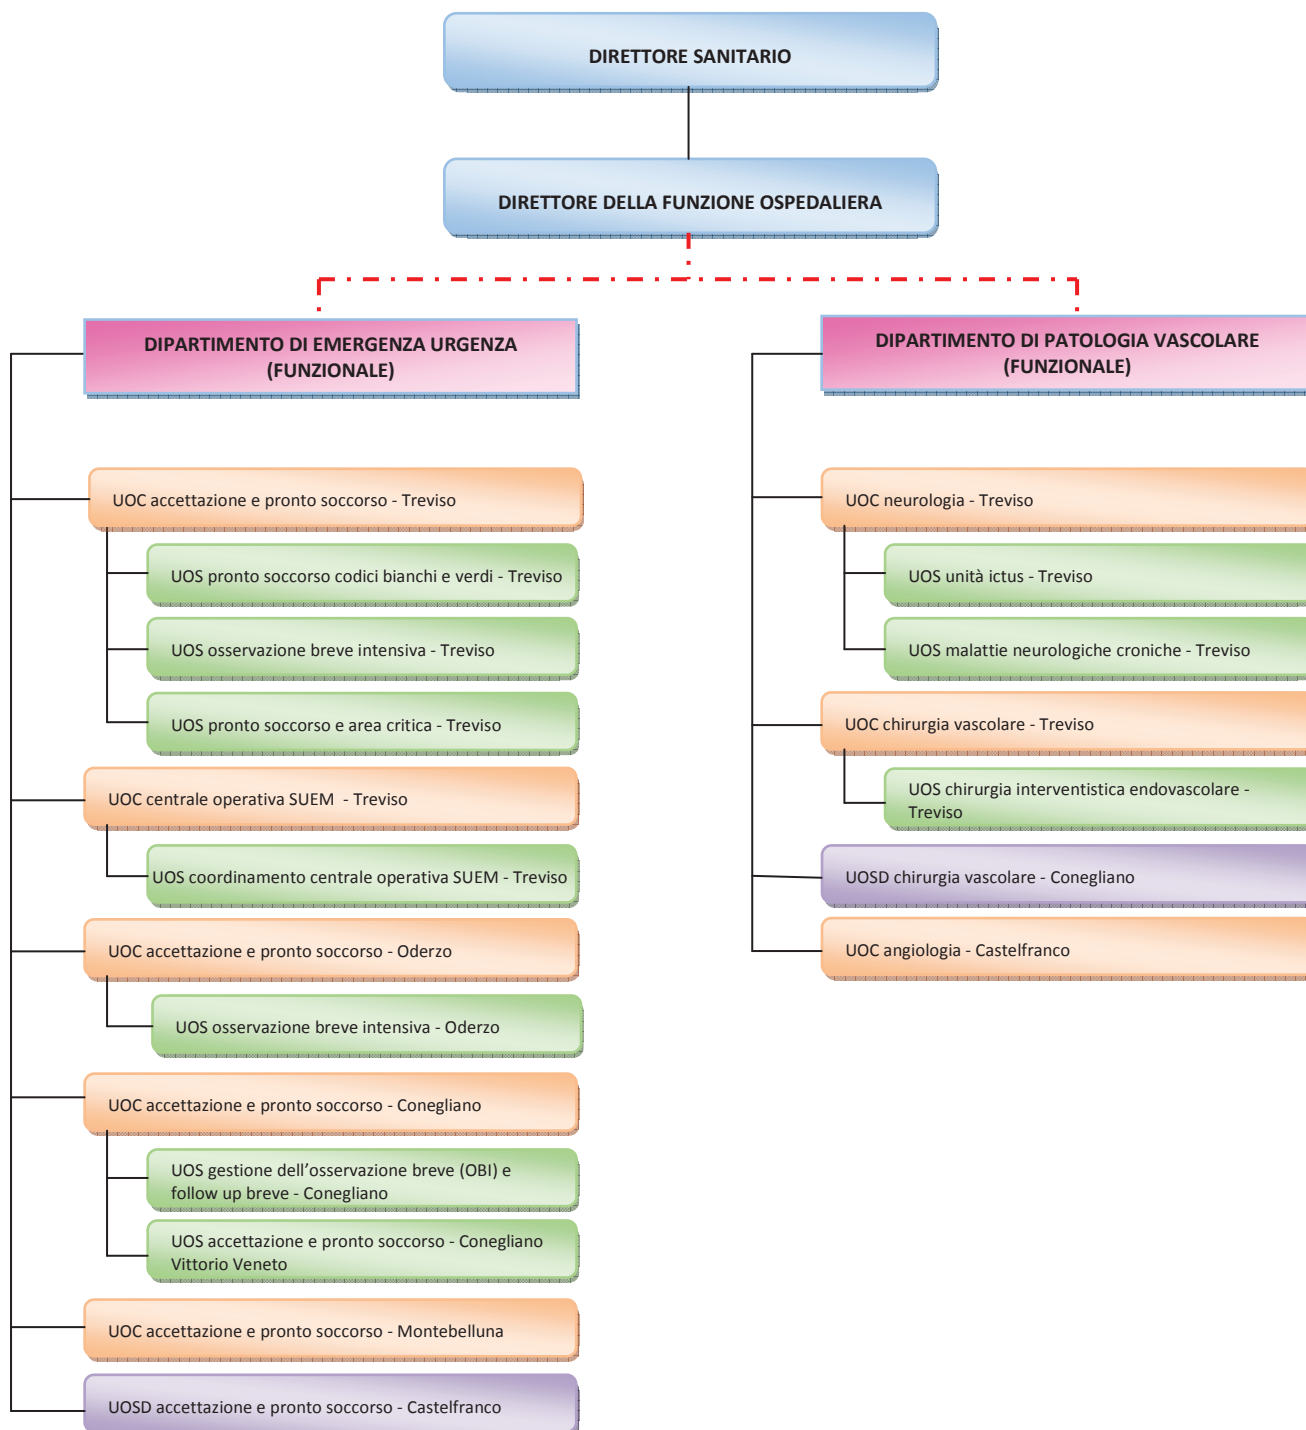 DIRETTORE SANITARIO
DIRETTORE DELLA FUNZIONE OSPEDALIERA
DIPARTIMENTO DI EMERGENZA URGENZA
(FUNZIONALE)
UOC accettazione e pronto soccorso - Treviso
UOS pronto soccorso codici bianchi e verdi - Treviso
UOS osservazione breve intensiva - Treviso
UOS pronto soccorso e area critica - Treviso
UOC centrale operativa SUEM - Treviso
UOS coordinamento centrale operativa SUEM - Treviso
UOC accettazione e pronto soccorso - Oderzo
UOS osservazione breve intensiva - Oderzo
UOC accettazione e pronto soccorso - Conegliano
UOS gestione dell’osservazione breve (OBI) e
follow up breve - Conegliano
UOS accettazione e pronto soccorso - Conegliano
Vittorio Veneto
UOC accettazione e pronto soccorso - Montebelluna
UOSD accettazione e pronto soccorso - Castelfranco
DIPARTIMENTO DI PATOLOGIA VASCOLARE
(FUNZIONALE)
UOC neurologia - Treviso
UOS unità ictus - Treviso
UOS malattie neurologiche croniche - Treviso
UOC chirurgia vascolare - Treviso
UOS chirurgia interventistica endovascolare -
Treviso
UOSD chirurgia vascolare - Conegliano
UOC angiologia - Castelfranco